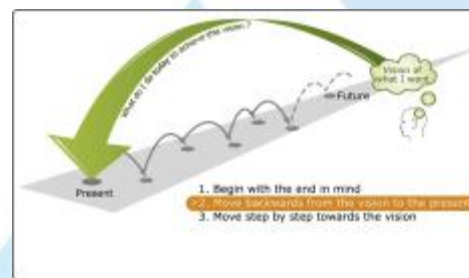 What do I do today to achieve this vision?
Vision of
what I want
Future
Present
1. Begin with the end in mind
2. Move backwards from the vision to the present
3. Move step by step towards the vision